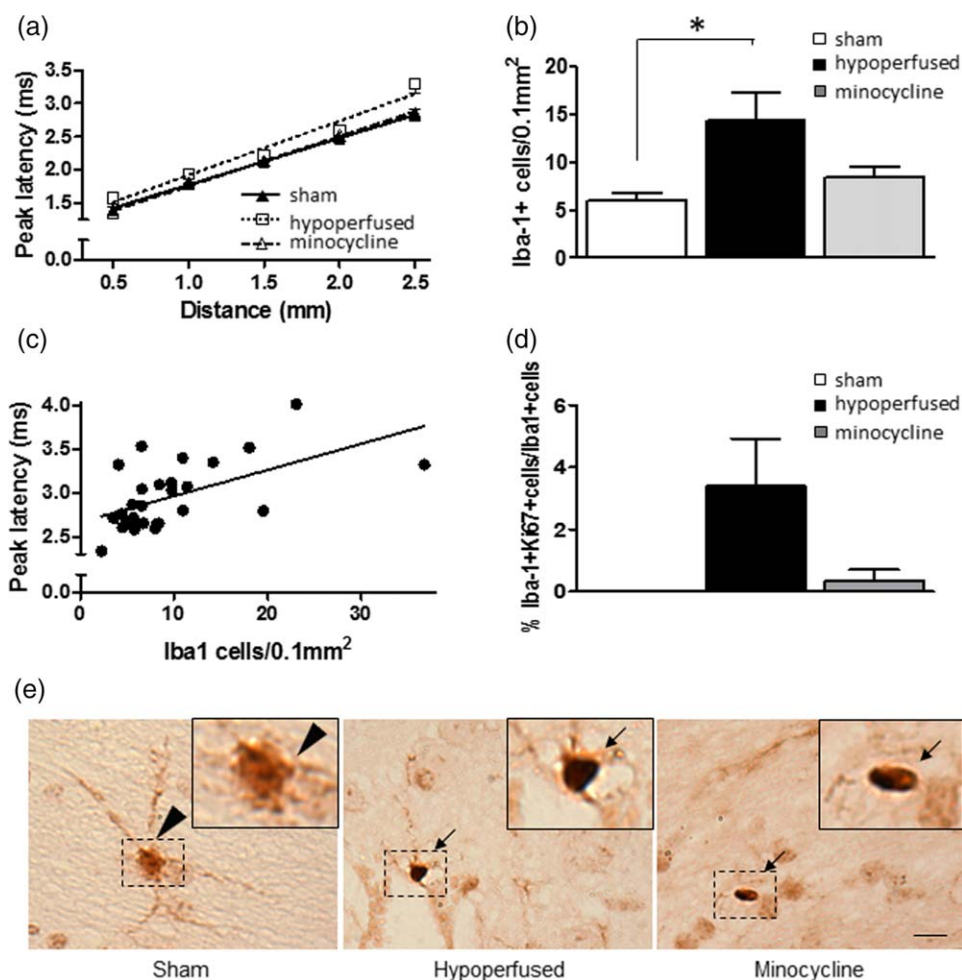 (a)
Peak latency (ms)
3.5
3.0
2.5
2.0
1.5
0.0
sham
hypoperfused
minocycline
0.5 1.0 1.5 2.0 2.5
Distance (mm)
(b)
*
sham
hypoperfused
minocycline
Iba-1+ cells/0.1mm²
20
15
10
5
0
(c)
Peak latency (ms)
4.0
3.5
3.0
2.5
0.0
0 10 20 30
Iba1 cells/0.1mm²
(d)
sham
hypoperfused
minocycline
% Iba-1+Ki67+cells/Iba1+cells
6
4
2
0
(e)
Sham Hypoperfused Minocycline